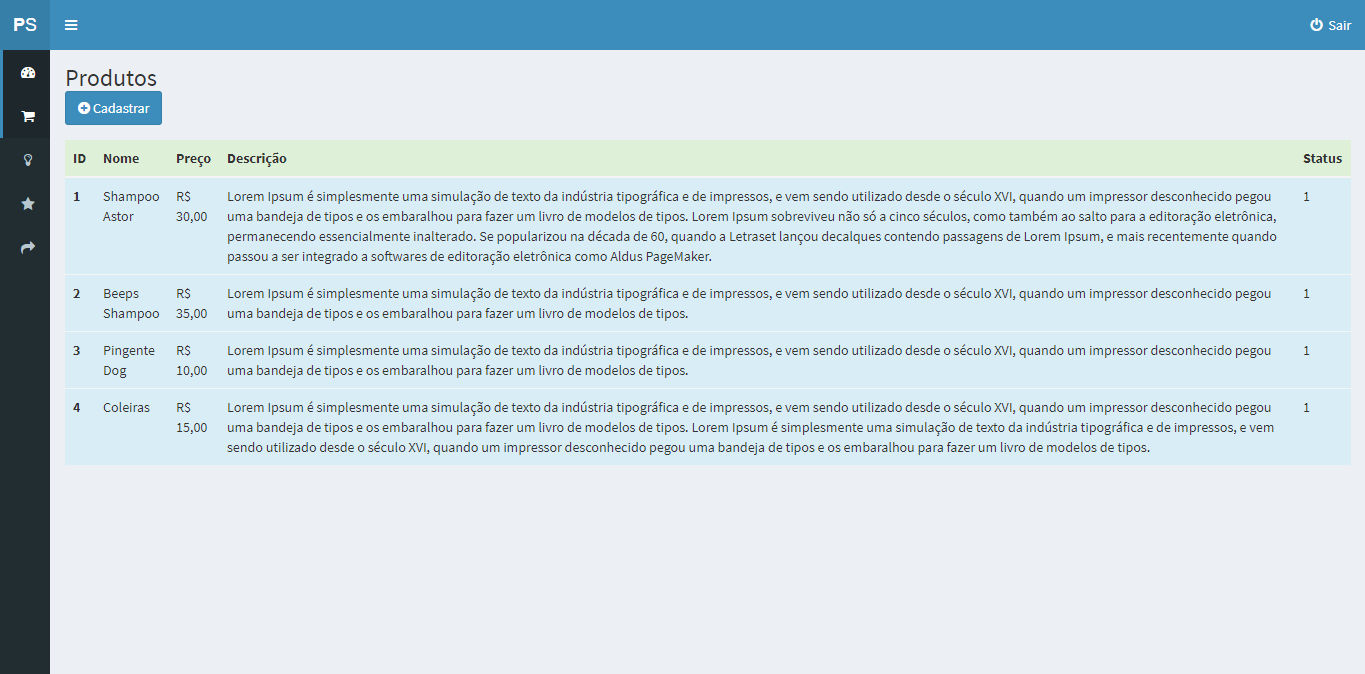 PS
Sair
Produtos
Cadastrar
ID Nome Preço Descrição Status
1 Shampoo R$ Lorem Ipsum é simplesmente uma simulação de texto da indústria tipográfica e de impressos, e vem sendo utilizado desde o século XVI, quando um impressor desconhecido pegou 1
Astor 30,00 uma bandeja de tipos e os embaralhou para fazer um livro de modelos de tipos. Lorem Ipsum sobreviveu não só a cinco séculos, como também ao salto para a editoração eletrônica,
permanecendo essencialmente inalterado. Se popularizou na década de 60, quando a Letraset lançou decalques contendo passagens de Lorem Ipsum, e mais recentemente quando
passou a ser integrado a softwares de editoração eletrônica como Aldus PageMaker.
2 Beeps R$ Lorem Ipsum é simplesmente uma simulação de texto da indústria tipográfica e de impressos, e vem sendo utilizado desde o século XVI, quando um impressor desconhecido pegou 1
Shampoo 35,00 uma bandeja de tipos e os embaralhou para fazer um livro de modelos de tipos.
3 Pingente R$ Lorem Ipsum é simplesmente uma simulação de texto da indústria tipográfica e de impressos, e vem sendo utilizado desde o século XVI, quando um impressor desconhecido pegou 1
Dog 10,00 uma bandeja de tipos e os embaralhou para fazer um livro de modelos de tipos.
4 Coleiras R$ Lorem Ipsum é simplesmente uma simulação de texto da indústria tipográfica e de impressos, e vem sendo utilizado desde o século XVI, quando um impressor desconhecido pegou 1
15,00 uma bandeja de tipos e os embaralhou para fazer um livro de modelos de tipos. Lorem Ipsum é simplesmente uma simulação de texto da indústria tipográfica e de impressos, e vem
sendo utilizado desde o século XVI, quando um impressor desconhecido pegou uma bandeja de tipos e os embaralhou para fazer um livro de modelos de tipos.